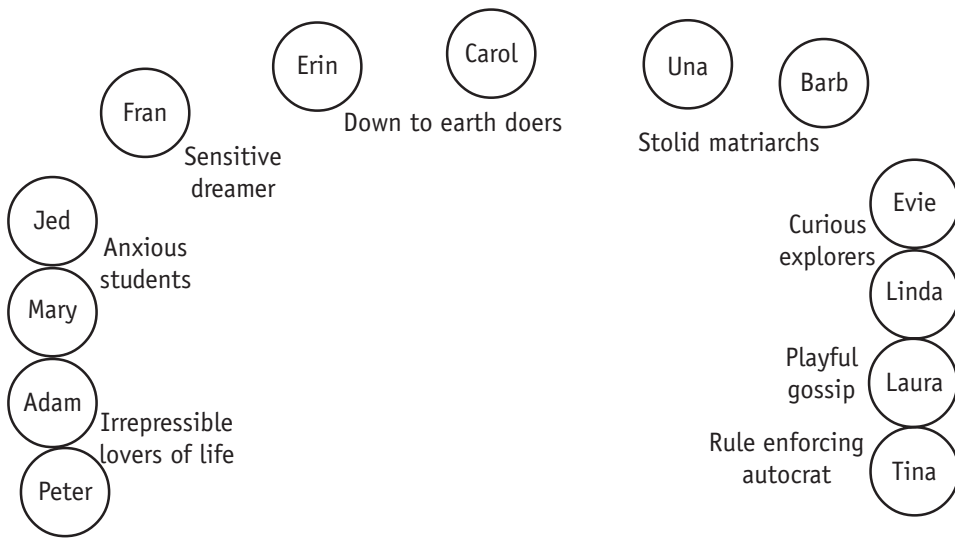 Erin
Carol
Una
Barb
Fran
Down to earth doers
Stolid matriarchs
Sensitive
dreamer
Jed
Anxious
students
Mary
Adam
Irrepressible
lovers of life
Peter
Evie
Curious
explorers
Linda
Playful
gossip
Laura
Rule enforcing
autocrat
Tina